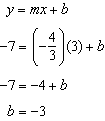 y = mx + b
-7 = (-4/3)(3) + b
-7 = -4 + b
b = -3